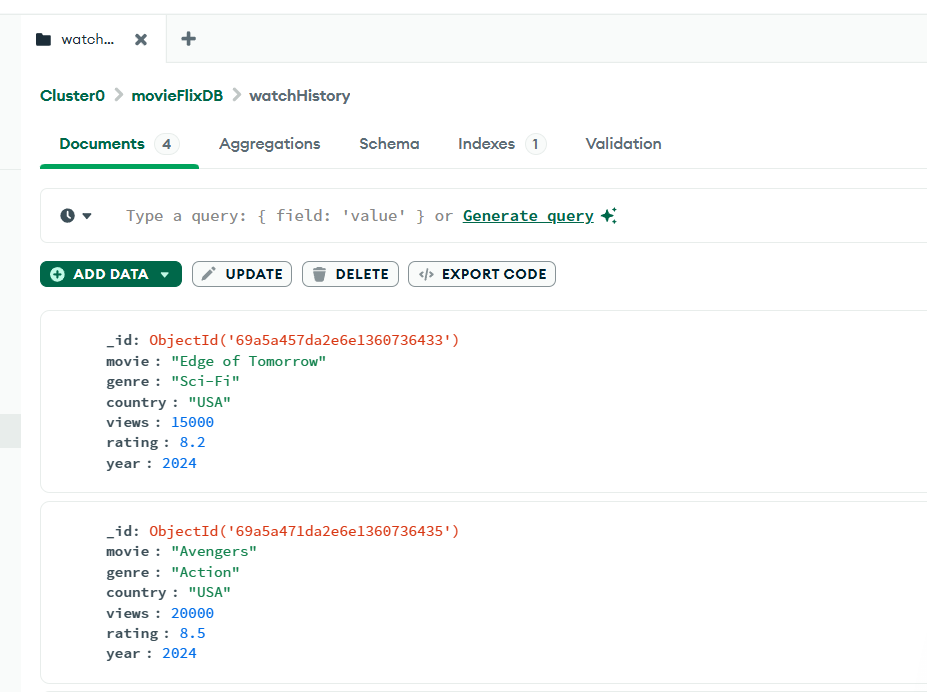 watch...
Cluster0 > movieFlixDB > watchHistory
Documents 4 Aggregations Schema Indexes 1 Validation
Type a query: { field: 'value' } or Generate query
ADD DATA UPDATE DELETE EXPORT CODE
_id: ObjectId('69a5a457da2e6e1360736433')
movie : "Edge of Tomorrow"
genre : "Sci-Fi"
country : "USA"
views : 15000
rating : 8.2
year : 2024
_id: ObjectId('69a5a471da2e6e1360736435')
movie : "Avengers"
genre : "Action"
country : "USA"
views : 20000
rating : 8.5
year : 2024